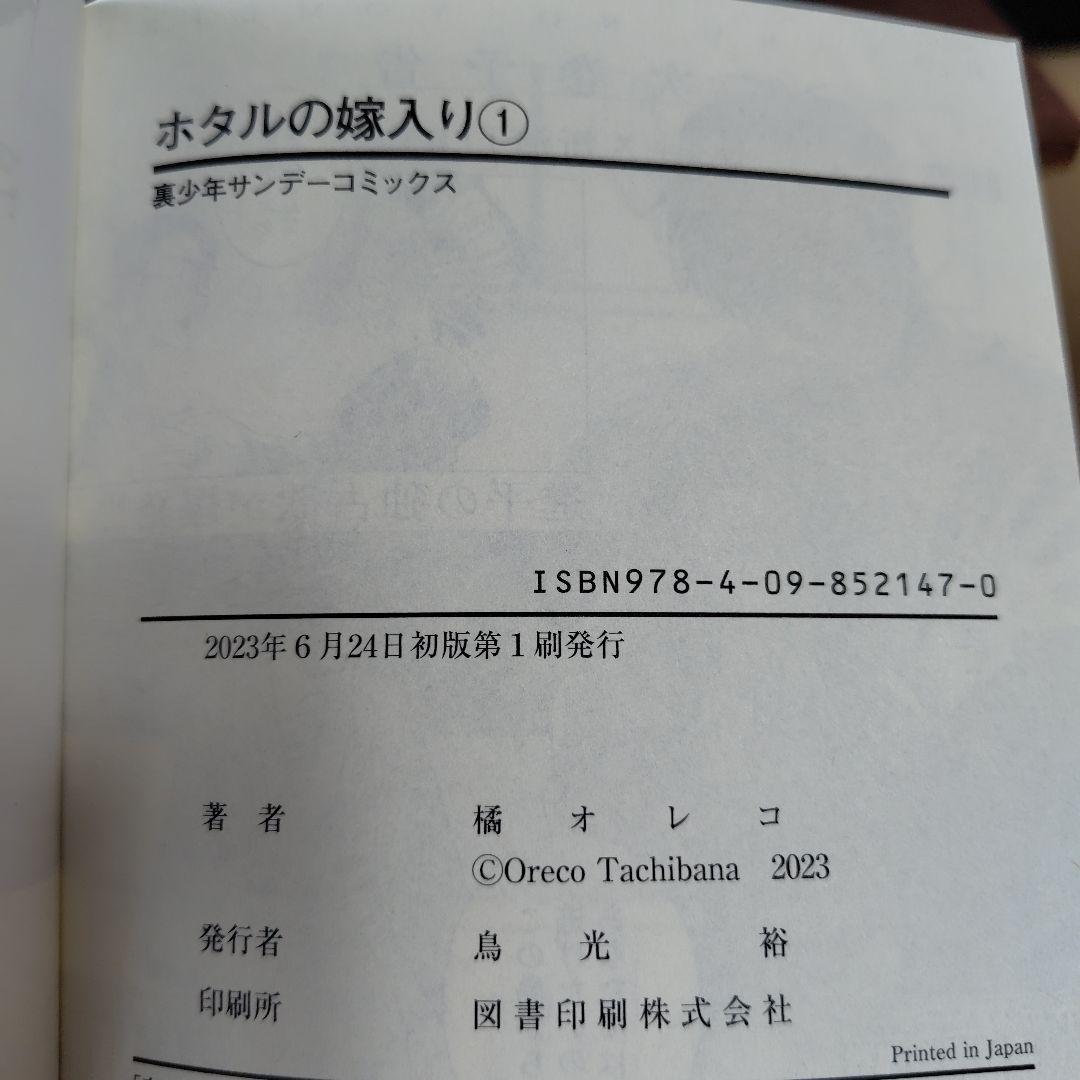 ホタルの嫁入り①
裏少年サンデーコミックス
ISBN978-4-09-852147-0
2023年6月24日初版第1刷発行
著者 橘オレコ
©Oreco Tachibana 2023
発行者 鳥光 裕
印刷所 図書印刷株式会社
Printed in Japan